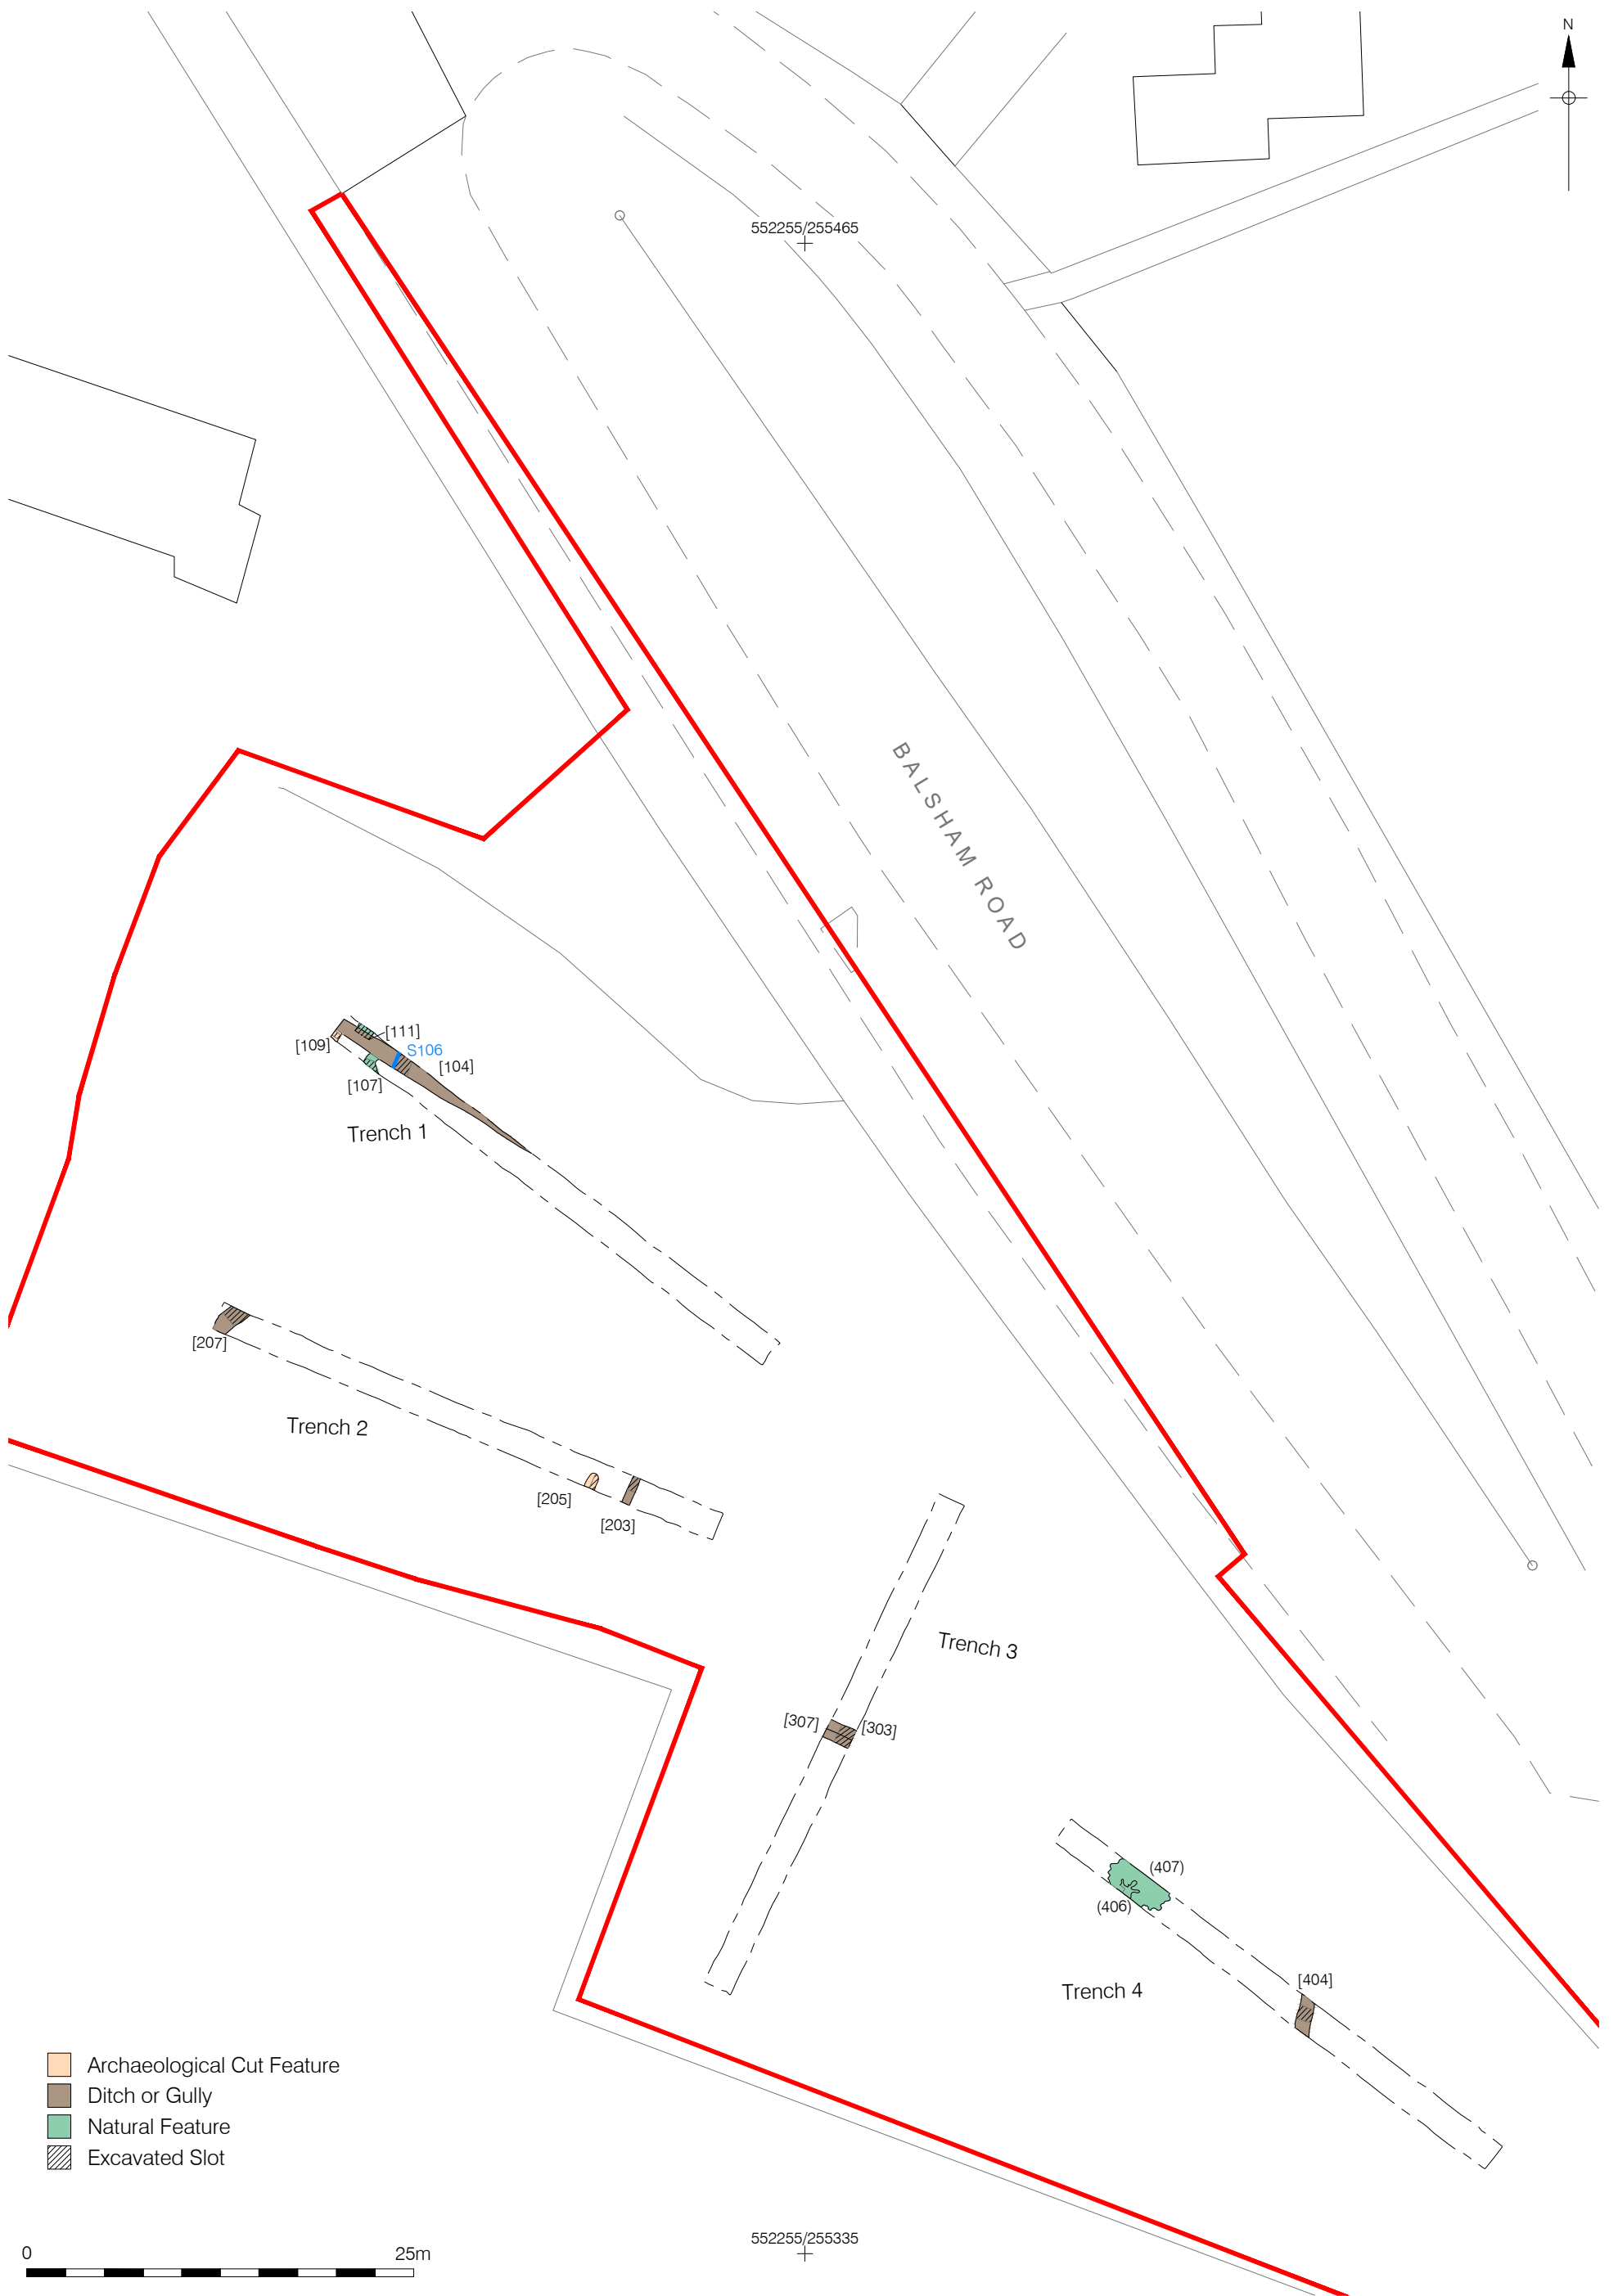 N
552255/255465
BALSHAM ROAD
[111]
[109]
S106
[104]
[107]
Trench 1
[207]
Trench 2
[205]
[203]
Trench 3
[307]
[303]
(407)
(406)
[404]
Trench 4
Archaeological Cut Feature
Ditch or Gully
Natural Feature
Excavated Slot
552255/255335
0 25m